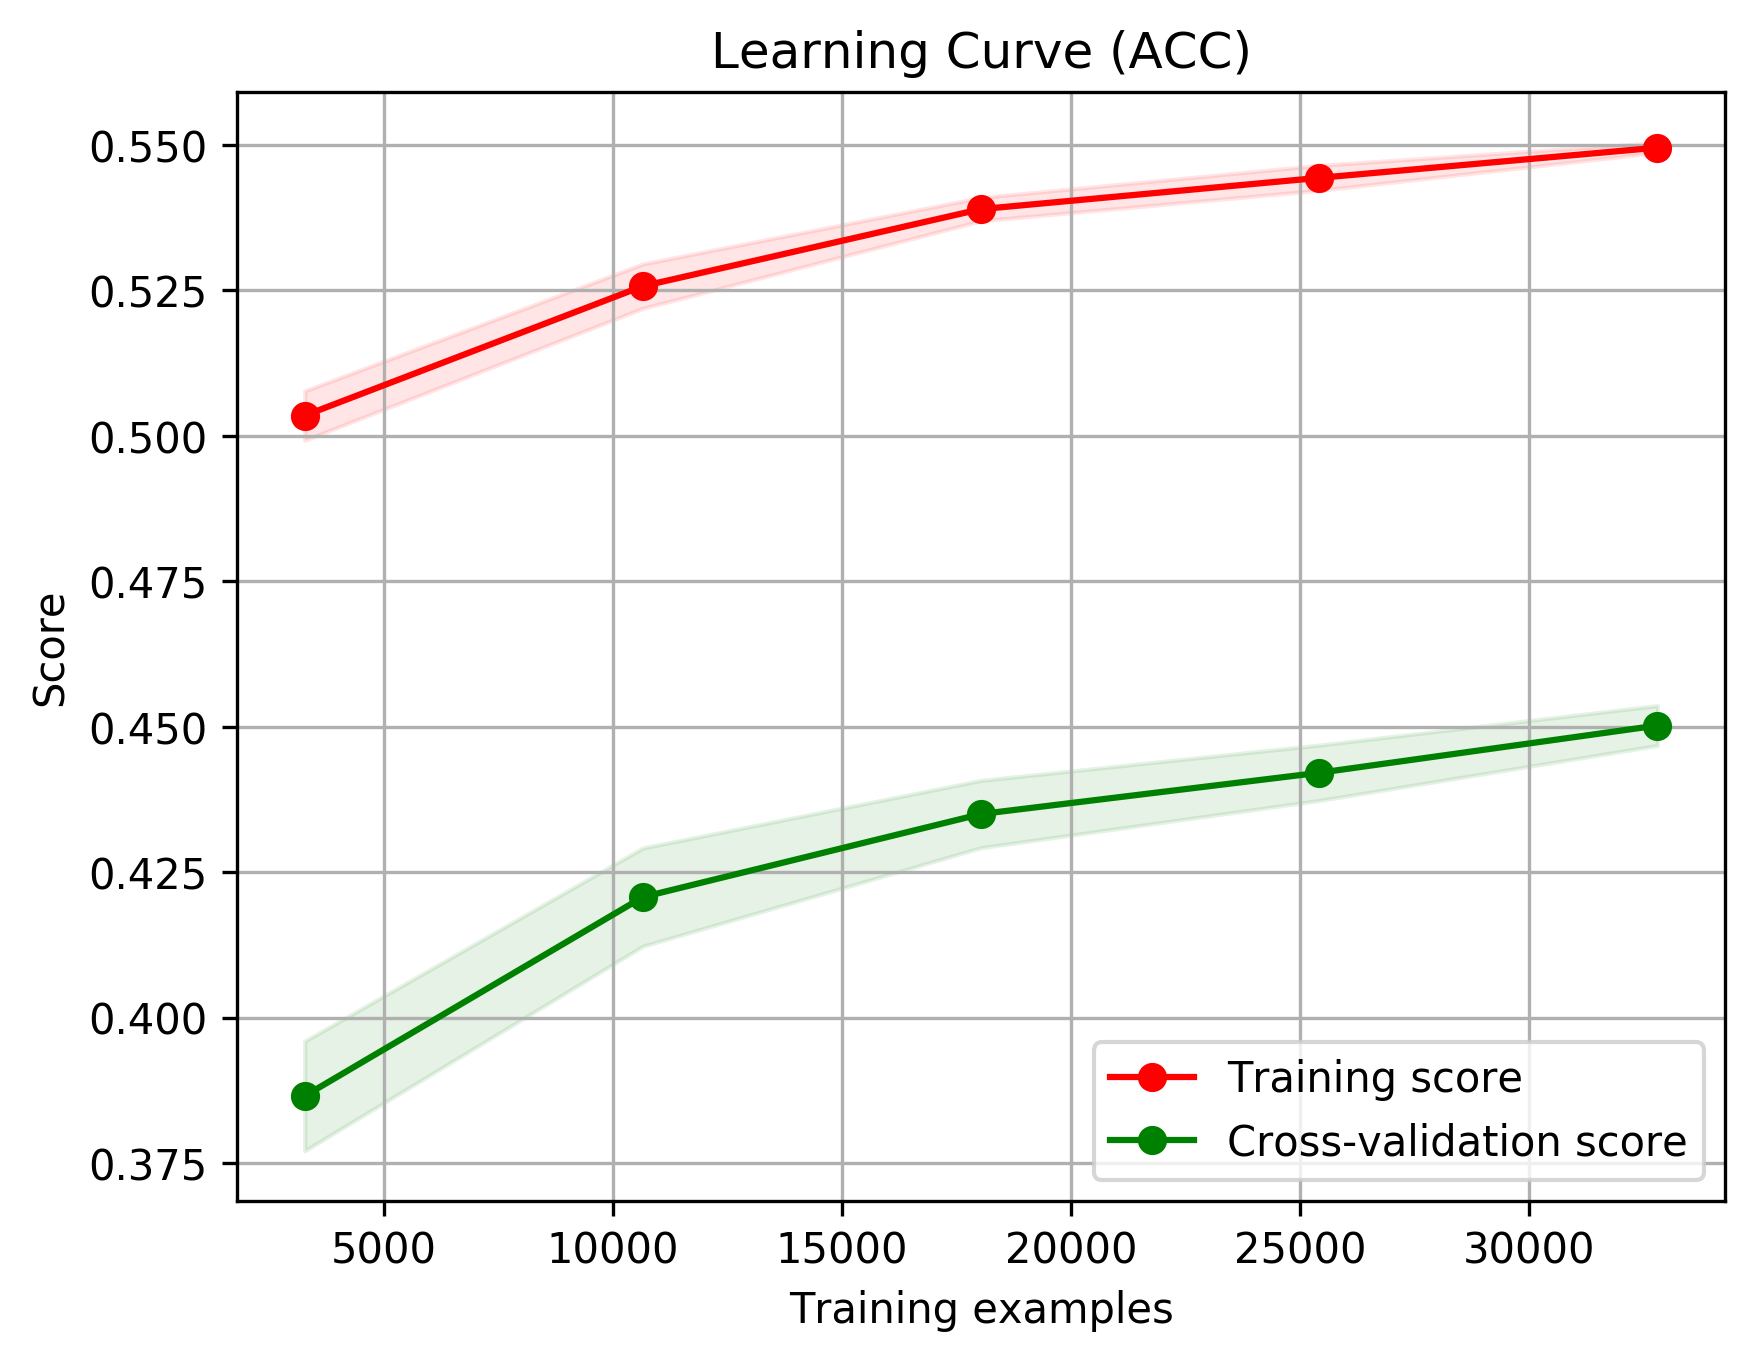 Learning Curve (ACC)
0.550
0.525
0.500
0.475
0.450
0.425
0.400
0.375
Score
Training score
Cross-validation score
5000 10000 15000 20000 25000 30000
Training examples